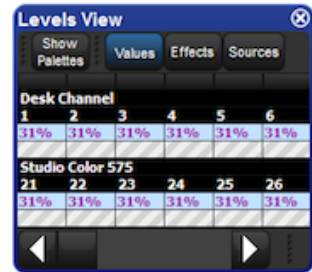 Levels View
Show Palettes Values Effects Sources
Desk Channel
1 2 3 4 5 6
31% 31% 31% 31% 31% 31%
Studio Color 575
21 22 23 24 25 26
31% 31% 31% 31% 31% 31%